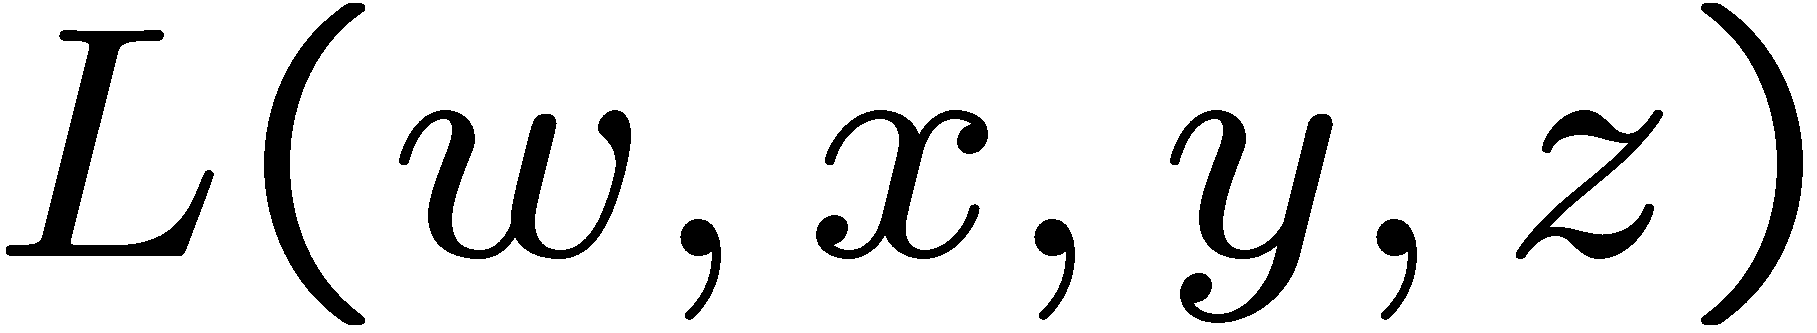 L(w, x, y, z)